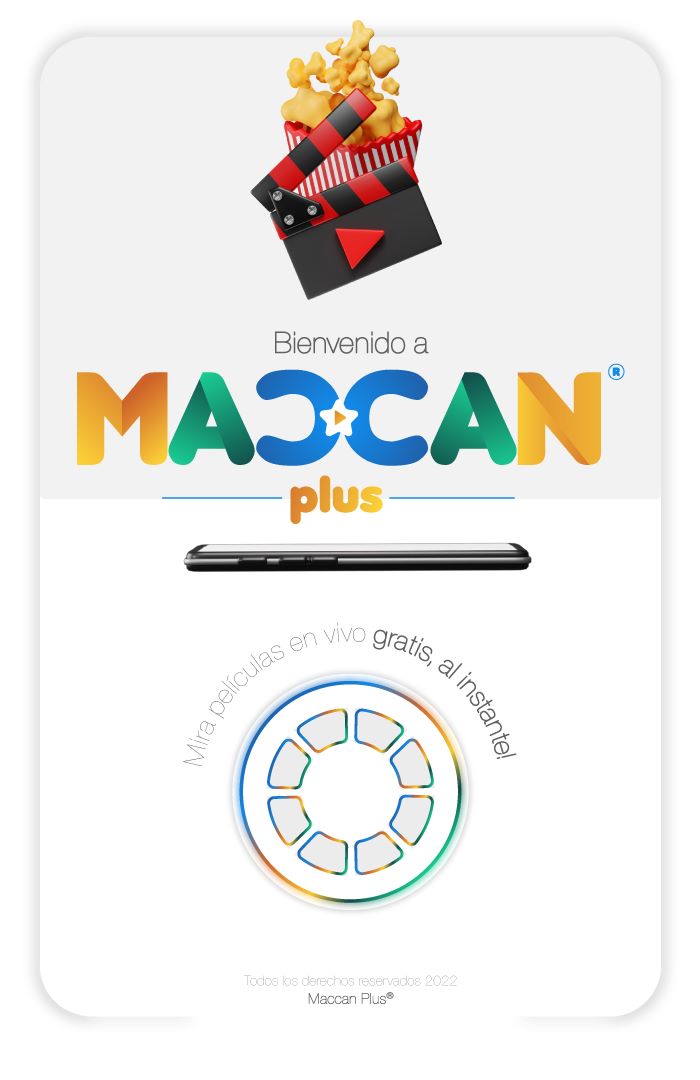 Bienvenido a
MACCAN®
plus
Mira películas en vivo gratis, al instante!
Todos los derechos reservados 2022
Maccan Plus®